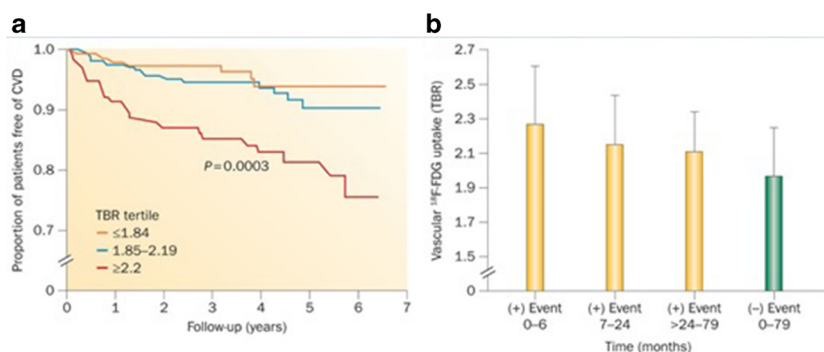 a
Proportion of patients free of CVD
1.0
0.9
0.8
0.7
0
P=0.0003
TBR tertile
≤1.84
1.85–2.19
≥2.2
0 1 2 3 4 5 6 7
Follow-up (years)
b
Vascular ¹⁸F-FDG uptake (TBR)
2.7
2.5
2.3
2.1
1.9
1.7
1.5
0
(+) Event (+) Event (+) Event (–) Event
0–6 7–24 >24–79 0–79
Time (months)